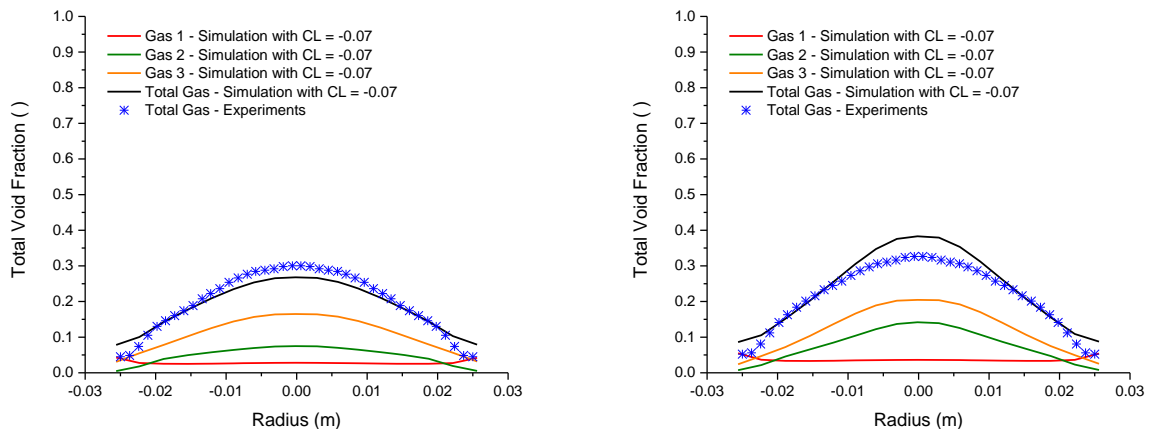 1.0
0.9
0.8
0.7
0.6
0.5
0.4
0.3
0.2
0.1
0.0
Total Void Fraction ( )
Gas 1 - Simulation with CL = -0.07
Gas 2 - Simulation with CL = -0.07
Gas 3 - Simulation with CL = -0.07
Total Gas - Simulation with CL = -0.07
Total Gas - Experiments
-0.03 -0.02 -0.01 0.00 0.01 0.02 0.03
Radius (m)
1.0
0.9
0.8
0.7
0.6
0.5
0.4
0.3
0.2
0.1
0.0
Total Void Fraction ( )
Gas 1 - Simulation with CL = -0.07
Gas 2 - Simulation with CL = -0.07
Gas 3 - Simulation with CL = -0.07
Total Gas - Simulation with CL = -0.07
Total Gas - Experiments
-0.03 -0.02 -0.01 0.00 0.01 0.02 0.03
Radius (m)